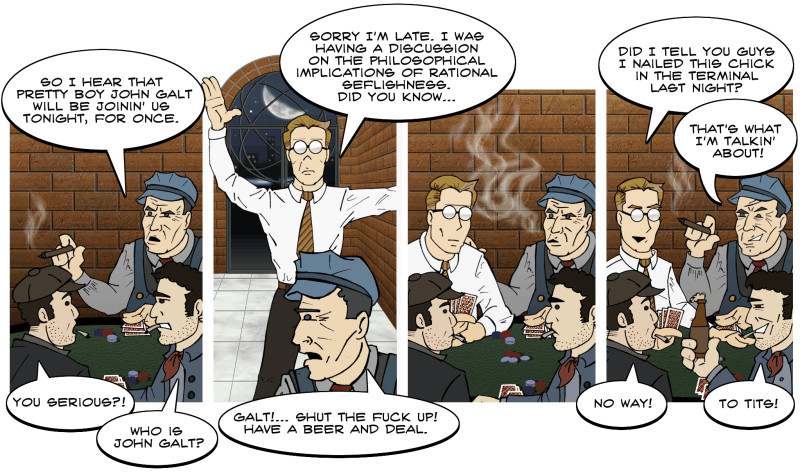 SO I HEAR THAT
PRETTY BOY JOHN GALT
WILL BE JOININ' US
TONIGHT, FOR ONCE.
YOU SERIOUS?!
WHO IS
JOHN GALT?
SORRY I'M LATE. I WAS
HAVING A DISCUSSION
ON THE PHILOSOPHICAL
IMPLICATIONS OF RATIONAL
SEFLISHNESS.
DID YOU KNOW...
GALT!... SHUT THE FUCK UP!
HAVE A BEER AND DEAL.
DID I TELL YOU GUYS
I NAILED THIS CHICK
IN THE TERMINAL
LAST NIGHT?
THAT'S WHAT
I'M TALKIN'
ABOUT!
NO WAY!
TO TITS!